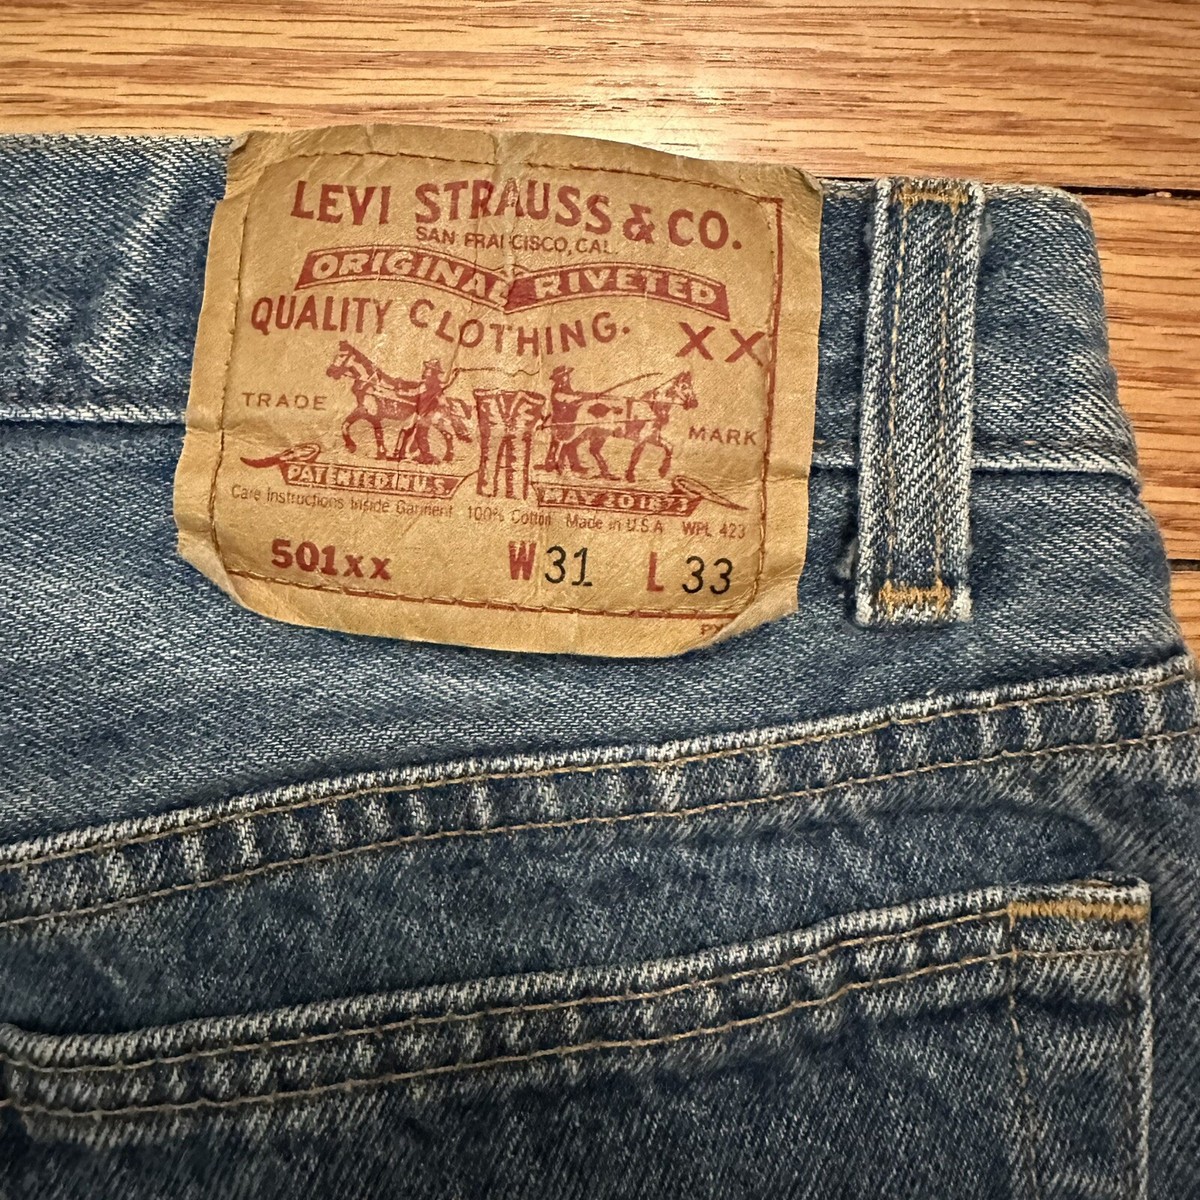 LEVI STRAUSS & CO.
SAN FRANCISCO, CAL.
ORIGINAL RIVETED
QUALITY CLOTHING.
XX
TRADE MARK
PATENTED IN U.S. MAY 20 1873
Care Instructions Inside Garment 100% Cotton Made in U.S.A WPL 423
501xx W31 L 33